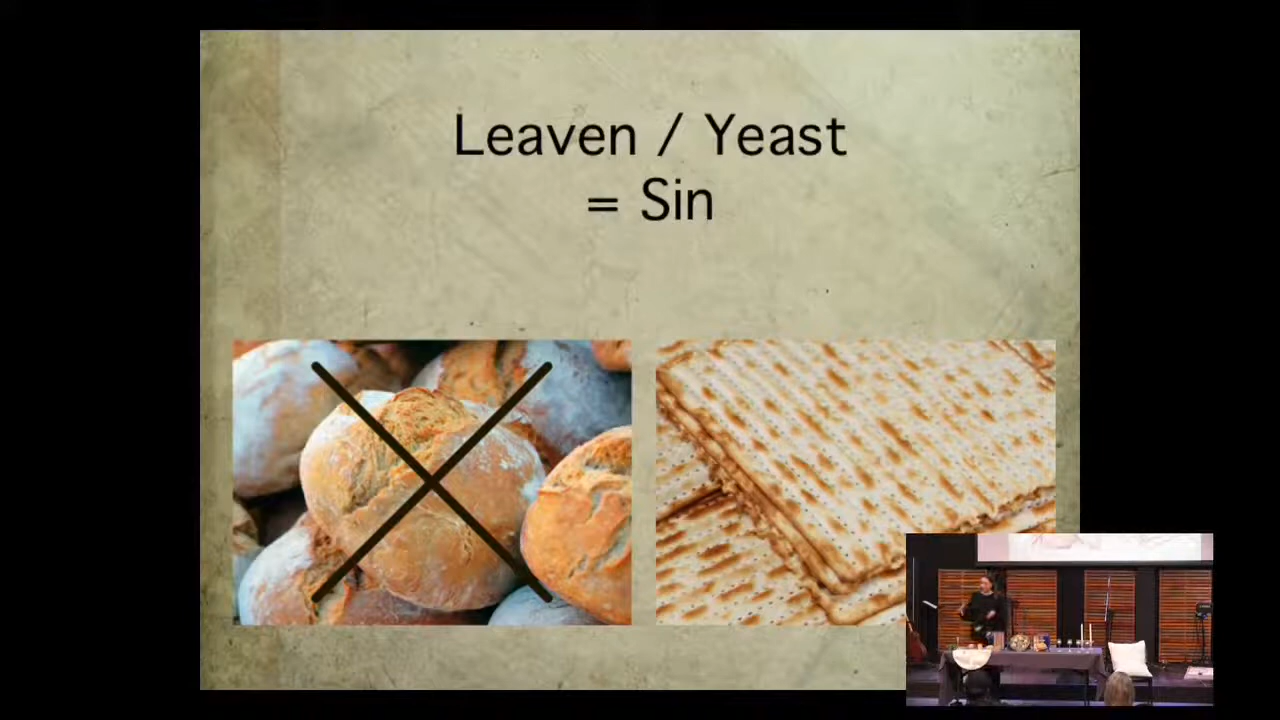 Leaven / Yeast
= Sin